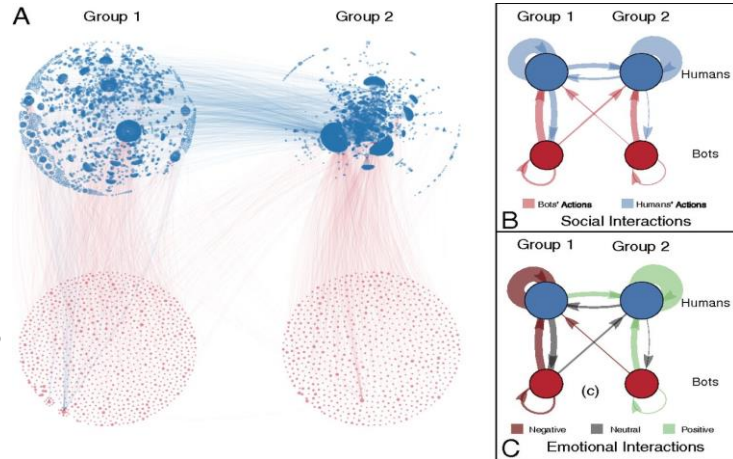 A
Group 1 Group 2
Group 1 Group 2
Humans
Bots
Bots' Actions Humans' Actions
B Social Interactions
Group 1 Group 2
Humans
Bots
(c)
Negative Neutral Positive
C Emotional Interactions